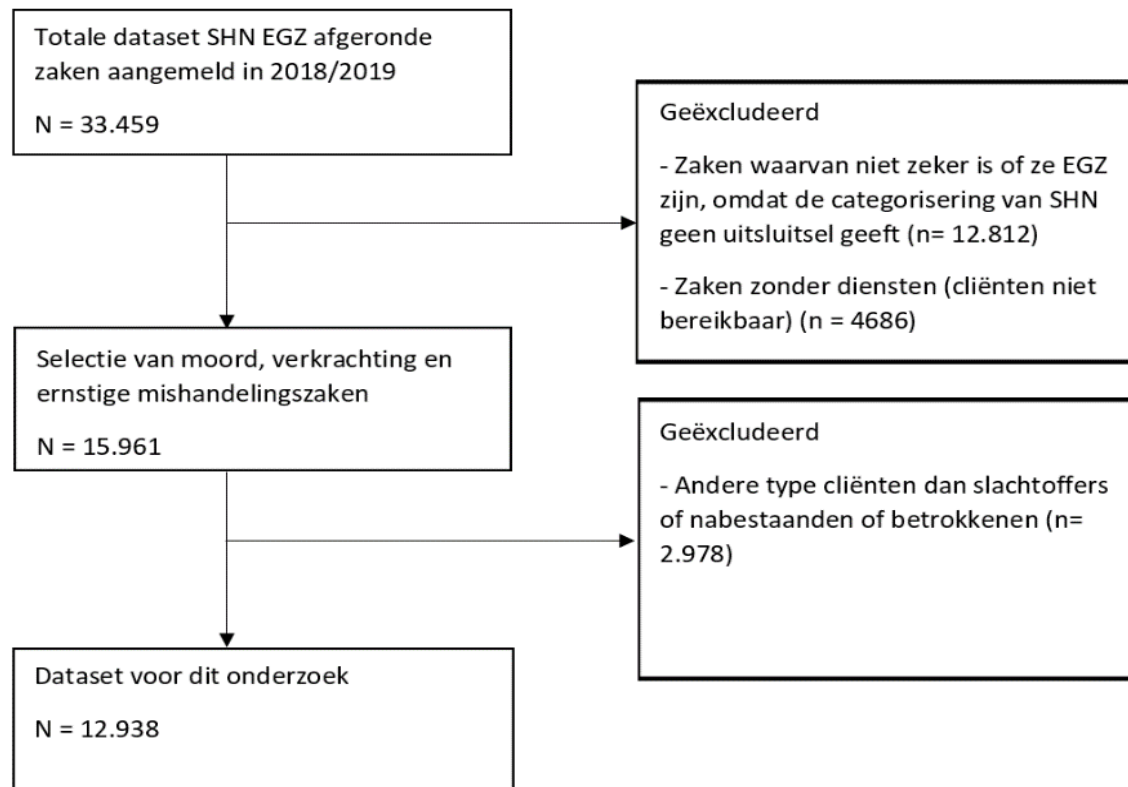 Totale dataset SHN EGZ afgeronde
zaken aangemeld in 2018/2019
N = 33.459
Geëxcludeerd
- Zaken waarvan niet zeker is of ze EGZ
zijn, omdat de categorisering van SHN
geen uitsluitsel geeft (n= 12.812)
- Zaken zonder diensten (cliënten niet
bereikbaar) (n = 4686)
Selectie van moord, verkrachting en
ernstige mishandelingszaken
N = 15.961
Geëxcludeerd
- Andere type cliënten dan slachtoffers
of nabestaanden of betrokkenen (n=
2.978)
Dataset voor dit onderzoek
N = 12.938